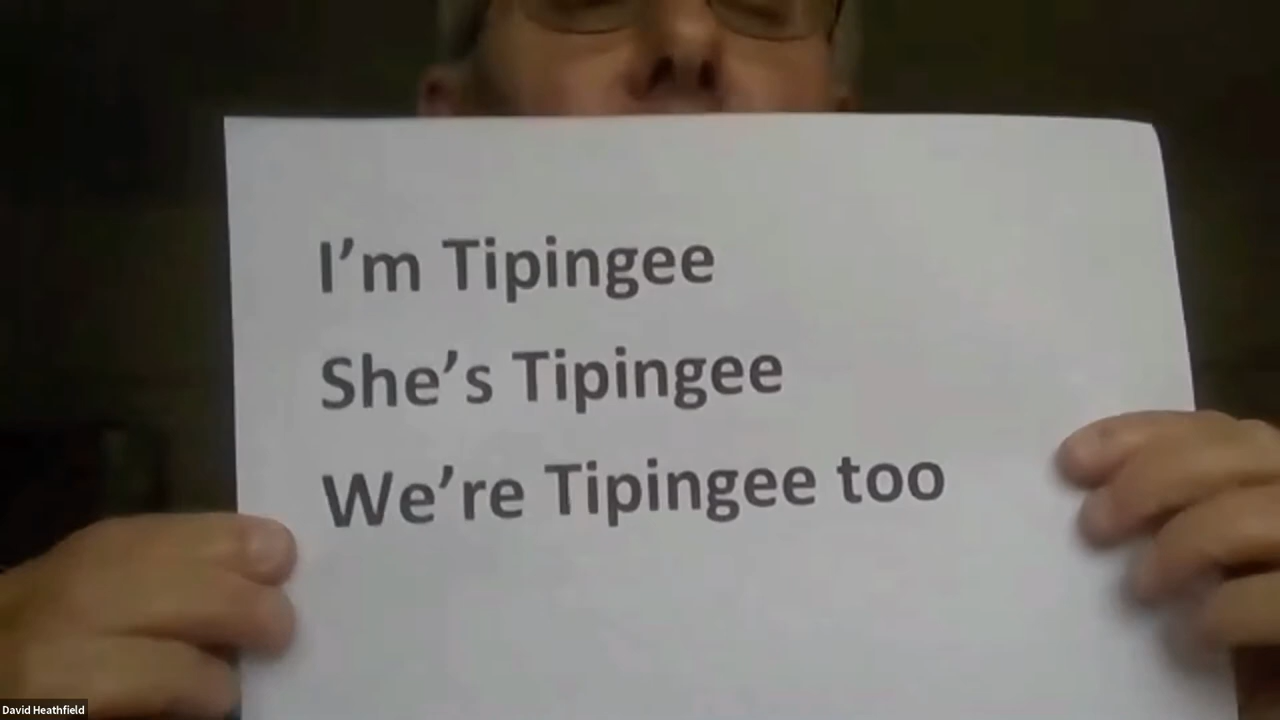 I'm Tipingee
She's Tipingee
We're Tipingee too
David Heathfield